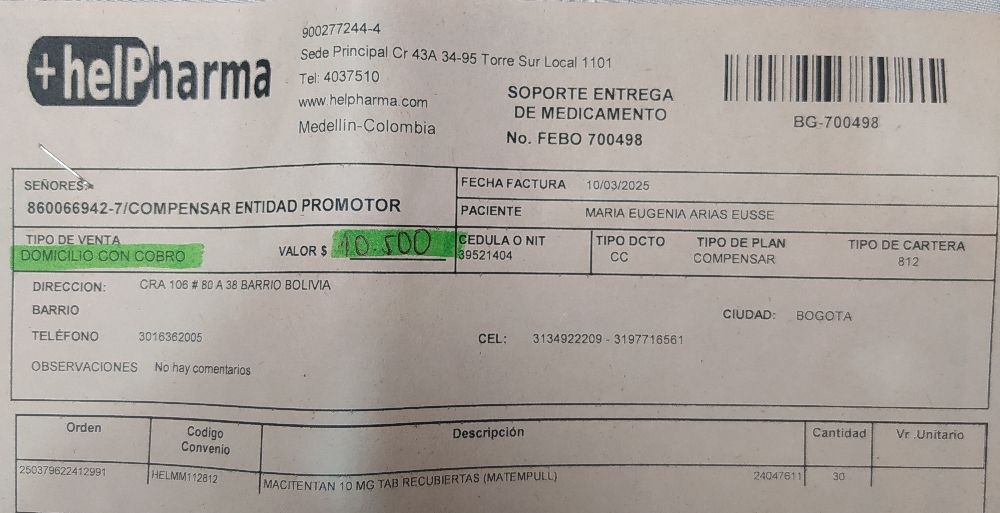 +helPharma
900277244-4
Sede Principal Cr 43A 34-95 Torre Sur Local 1101
Tel: 4037510
www.helpharma.com
Medellin-Colombia
SOPORTE ENTREGA
DE MEDICAMENTO
No. FEBO 700498
BG-700498
SEÑORES:
860066942-7/COMPENSAR ENTIDAD PROMOTOR
FECHA FACTURA 10/03/2025
PACIENTE MARIA EUGENIA ARIAS EUSSE
TIPO DE VENTA
DOMICILIO CON COBRO
VALOR $ 10.500
CEDULA O NIT
39521404
TIPO DCTO
CC
TIPO DE PLAN
COMPENSAR
TIPO DE CARTERA
812
DIRECCION: CRA 106 # 80 A 38 BARRIO BOLIVIA
BARRIO
CIUDAD: BOGOTA
TELÉFONO 3016362005
CEL: 3134922209 - 3197716561
OBSERVACIONES No hay comentarios
Orden Codigo Convenio Descripción Cantidad Vr .Unitario
250379622412991 HELMM112812 MACITENTAN 10 MG TAB RECUBIERTAS (MATEMPULL) 24047611 30